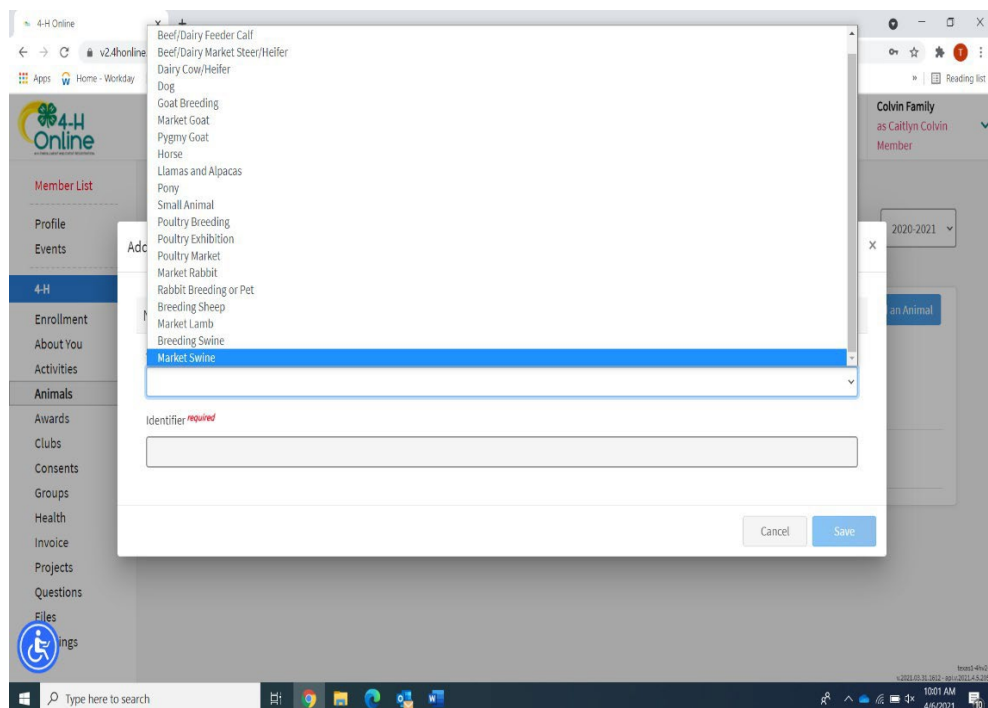 4-H Online
v2.4honline
Apps Home - Workday
» Reading list
4-H
Online
Colvin Family
as Caitlyn Colvin
Member
Member List
Profile
Events
2020-2021
4-H
Enrollment
About You
Activities
Animals
Awards
Clubs
Consents
Groups
Health
Invoice
Projects
Questions
Files
ings
Add
an Animal
Beef/Dairy Feeder Calf
Beef/Dairy Market Steer/Heifer
Dairy Cow/Heifer
Dog
Goat Breeding
Market Goat
Pygmy Goat
Horse
Llamas and Alpacas
Pony
Small Animal
Poultry Breeding
Poultry Exhibition
Poultry Market
Market Rabbit
Rabbit Breeding or Pet
Breeding Sheep
Market Lamb
Breeding Swine
Market Swine
Identifier required
Cancel Save
Type here to search
10:01 AM
4/6/2021